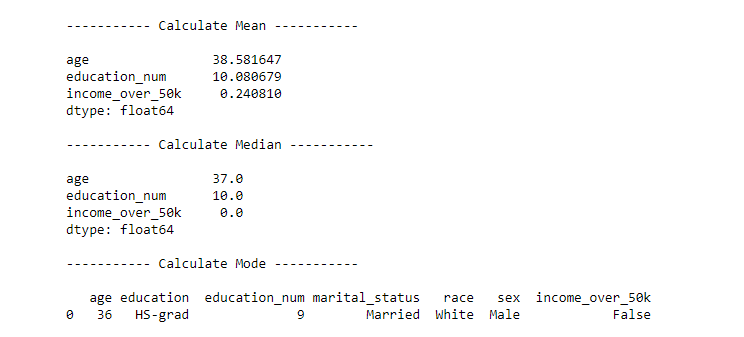 ----------- Calculate Mean -----------
age 38.581647
education_num 10.080679
income_over_50k 0.240810
dtype: float64
----------- Calculate Median -----------
age 37.0
education_num 10.0
income_over_50k 0.0
dtype: float64
----------- Calculate Mode -----------
age education education_num marital_status race sex income_over_50k
0 36 HS-grad 9 Married White Male False